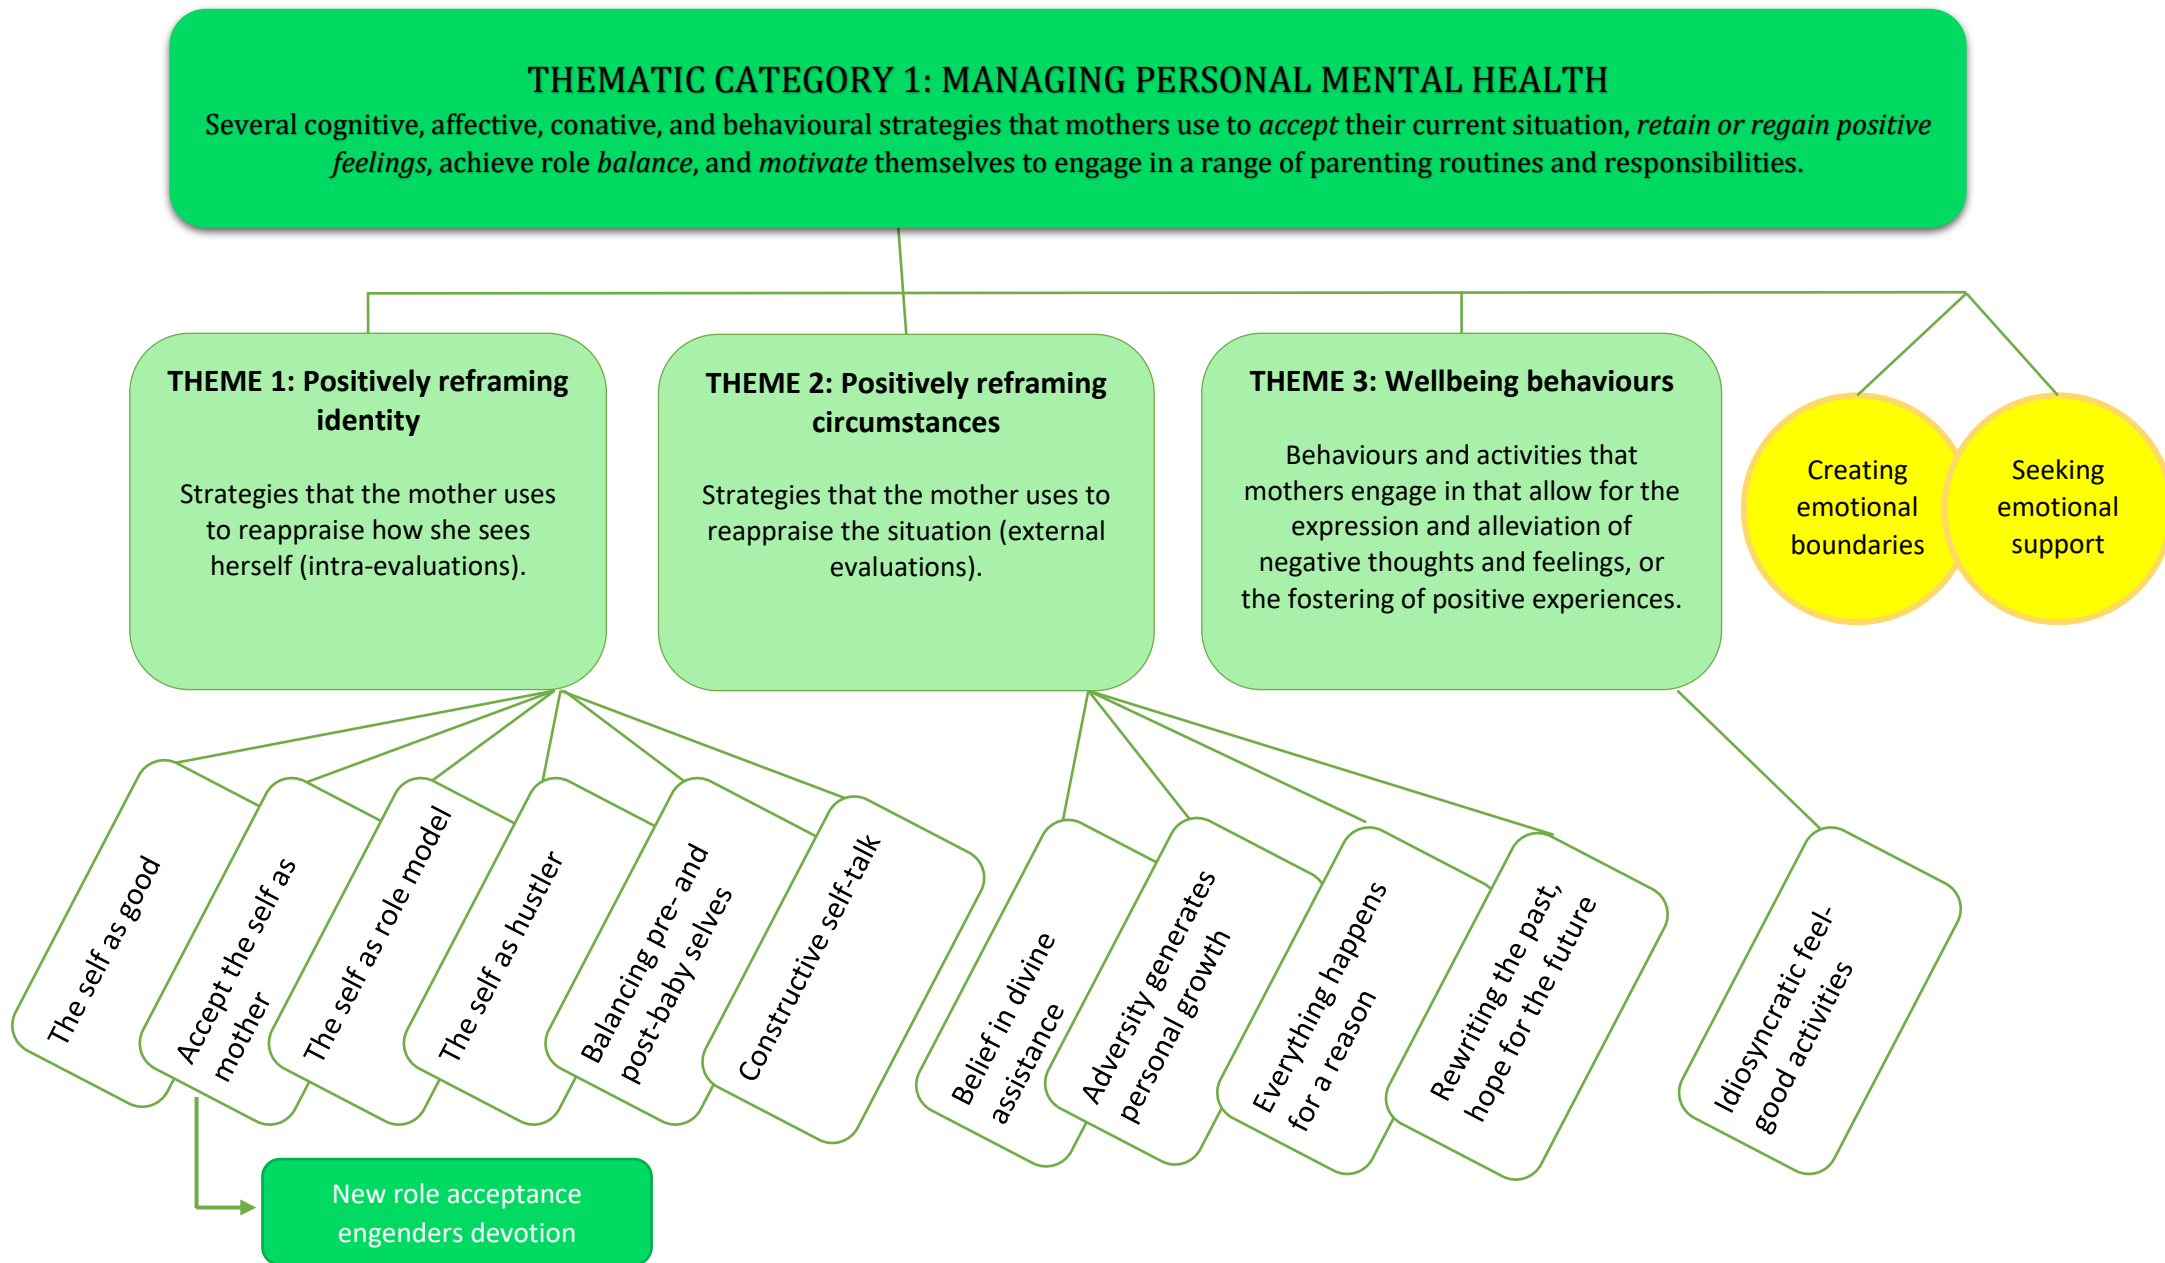 THEMATIC CATEGORY 1: MANAGING PERSONAL MENTAL HEALTH
Several cognitive, affective, conative, and behavioural strategies that mothers use to accept their current situation, retain or regain positive
feelings, achieve role balance, and motivate themselves to engage in a range of parenting routines and responsibilities.
THEME 1: Positively reframing
identity
Strategies that the mother uses
to reappraise how she sees
herself (intra-evaluations).
THEME 2: Positively reframing
circumstances
Strategies that the mother uses to
reappraise the situation (external
evaluations).
THEME 3: Wellbeing behaviours
Behaviours and activities that
mothers engage in that allow for the
expression and alleviation of
negative thoughts and feelings, or
the fostering of positive experiences.
Creating
emotional
boundaries
Seeking
emotional
support
The self as good
Accept the self as
mother
The self as role model
The self as hustler
Balancing pre- and
post-baby selves
Constructive self-talk
Belief in divine
assistance
Adversity generates
personal growth
Everything happens
for a reason
Rewriting the past,
hope for the future
Idiosyncratic feel-
good activities
New role acceptance
engenders devotion